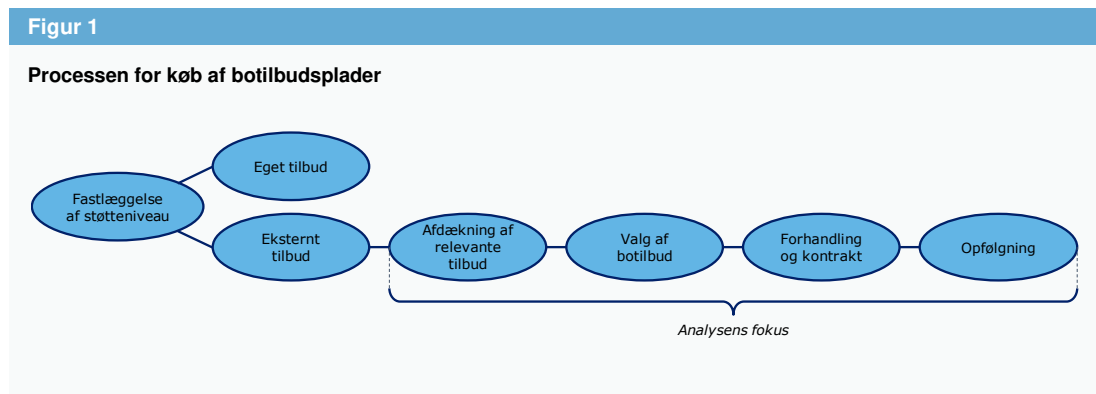 Figur 1
Processen for køb af botilbudsplader
Fastlæggelse
af støtteniveau
Eget tilbud
Eksternt
tilbud
Afdækning af
relevante
tilbud
Valg af
botilbud
Forhandling
og kontrakt
Opfølgning
Analysens fokus